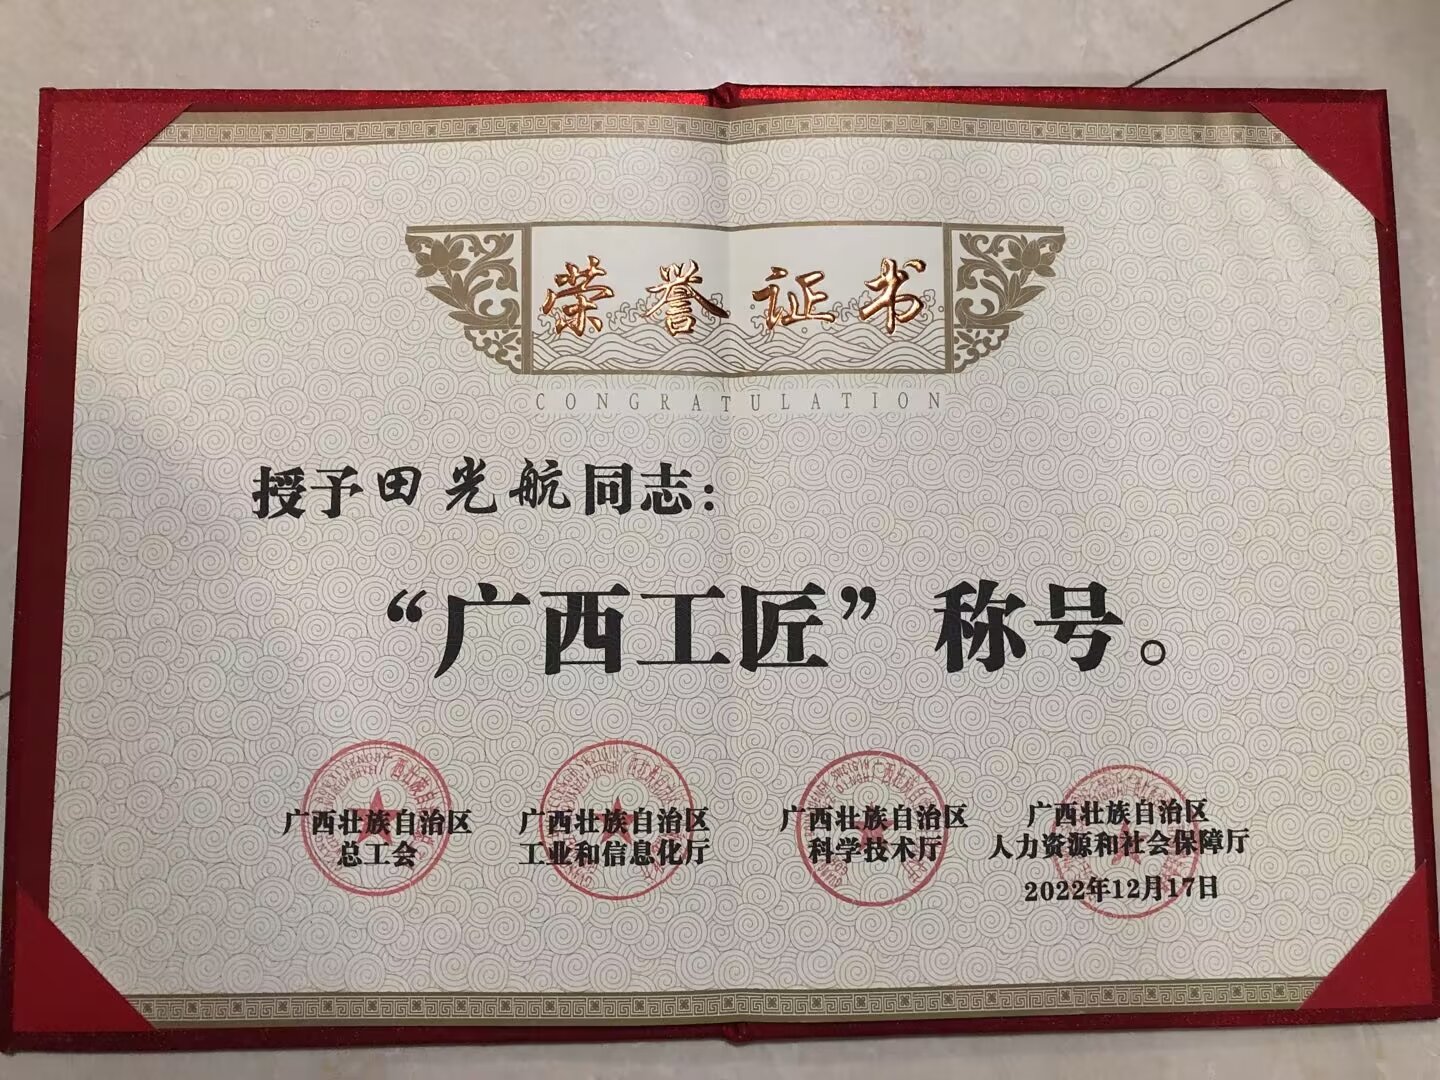 荣誉证书
CONGRATULATION
授予田光航同志：
“广西工匠”称号。
广西壮族自治区
总工会
广西壮族自治区
工业和信息化厅
广西壮族自治区
科学技术厅
广西壮族自治区
人力资源和社会保障厅
2022年12月17日